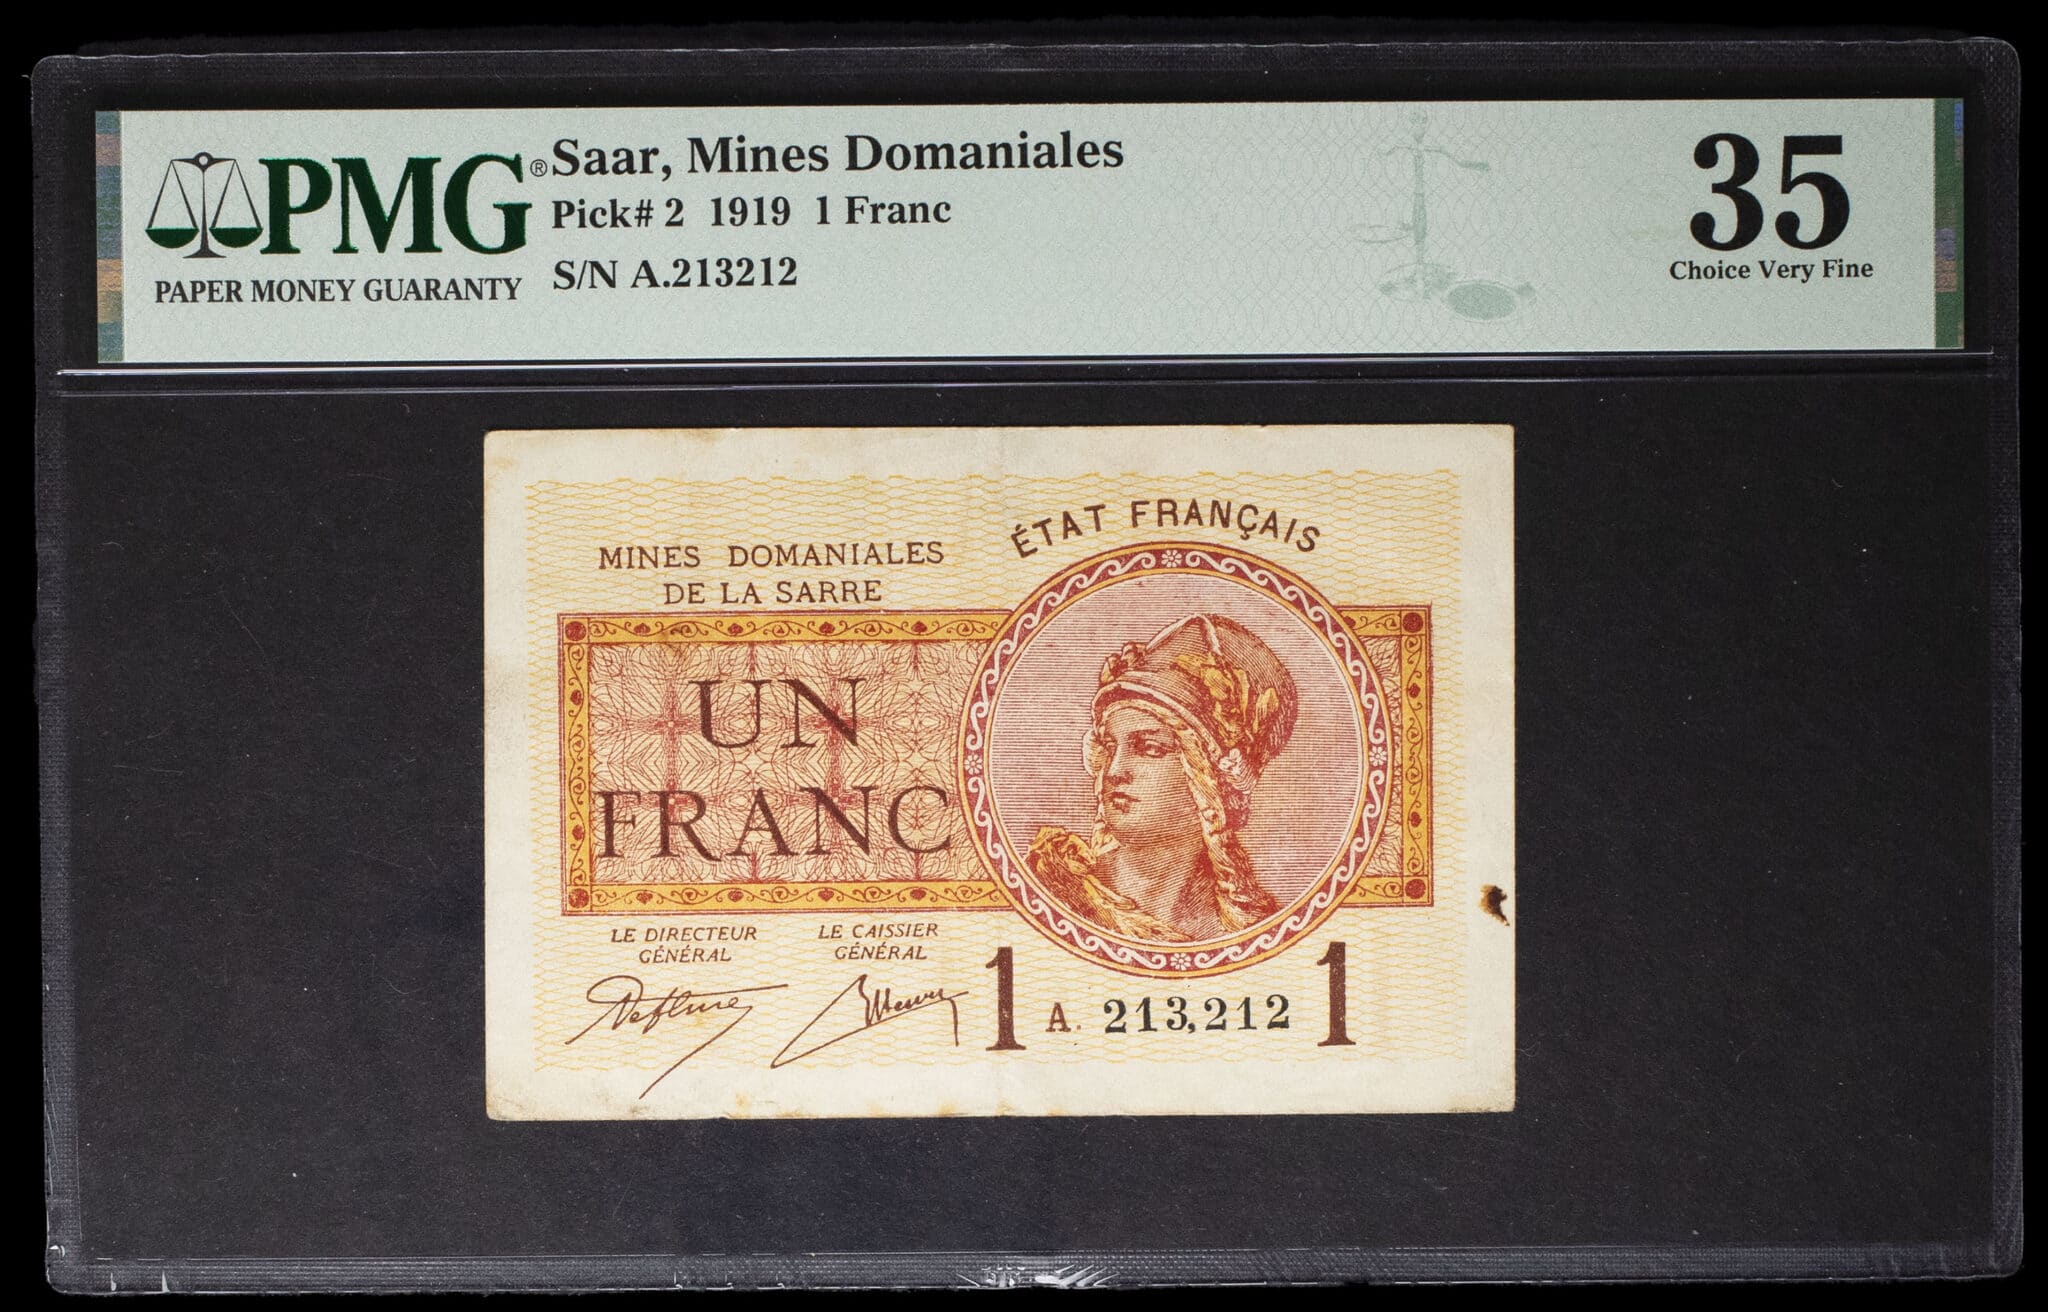 PMG®
PAPER MONEY GUARANTY
Saar, Mines Domaniales
Pick# 2 1919 1 Franc
S/N A.213212
35
Choice Very Fine
ÉTAT FRANÇAIS
MINES DOMANIALES
DE LA SARRE
UN
FRANC
LE DIRECTEUR
GÉNÉRAL
LE CAISSIER
GÉNÉRAL
1 A. 213,212 1